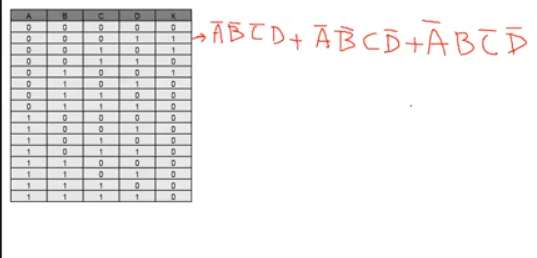 A B C D X
0 0 0 0 0
0 0 0 1 1 → A̅ B̅ C̅ D + A̅ B̅ C D̅ + A̅ B C̅ D̅
0 0 1 0 1
0 0 1 1 0
0 1 0 0 1
0 1 0 1 0
0 1 1 0 0
0 1 1 1 0
1 0 0 0 0
1 0 0 1 0
1 0 1 0 0
1 0 1 1 0
1 1 0 0 0
1 1 0 1 0
1 1 1 0 0
1 1 1 1 0